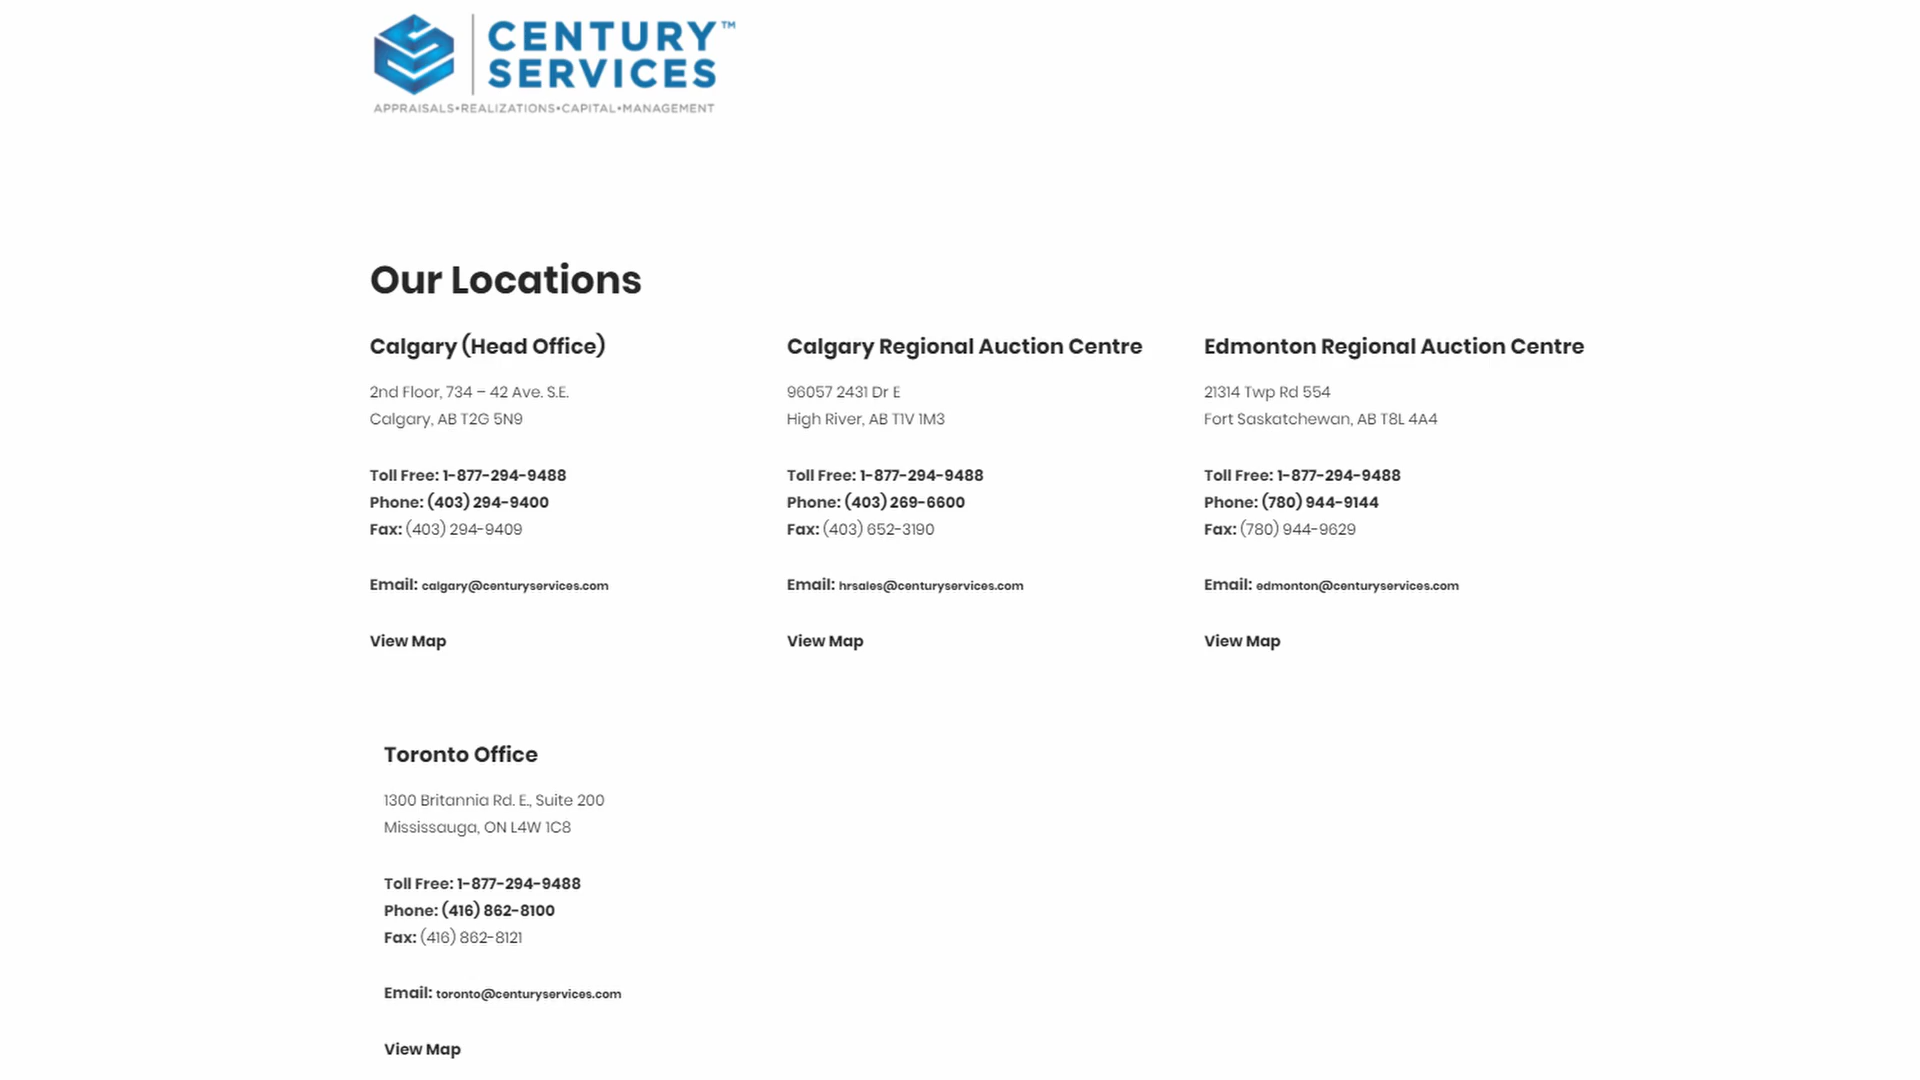 CENTURY™
SERVICES
APPRAISALS•REALIZATIONS•CAPITAL•MANAGEMENT
Our Locations
Calgary (Head Office)
2nd Floor, 734 – 42 Ave. S.E.
Calgary, AB T2G 5N9
Toll Free: 1-877-294-9488
Phone: (403) 294-9400
Fax: (403) 294-9409
Email: calgary@centuryservices.com
View Map
Calgary Regional Auction Centre
96057 2431 Dr E
High River, AB T1V 1M3
Toll Free: 1-877-294-9488
Phone: (403) 269-6600
Fax: (403) 652-3190
Email: hrsales@centuryservices.com
View Map
Edmonton Regional Auction Centre
21314 Twp Rd 554
Fort Saskatchewan, AB T8L 4A4
Toll Free: 1-877-294-9488
Phone: (780) 944-9144
Fax: (780) 944-9629
Email: edmonton@centuryservices.com
View Map
Toronto Office
1300 Britannia Rd. E., Suite 200
Mississauga, ON L4W 1C8
Toll Free: 1-877-294-9488
Phone: (416) 862-8100
Fax: (416) 862-8121
Email: toronto@centuryservices.com
View Map